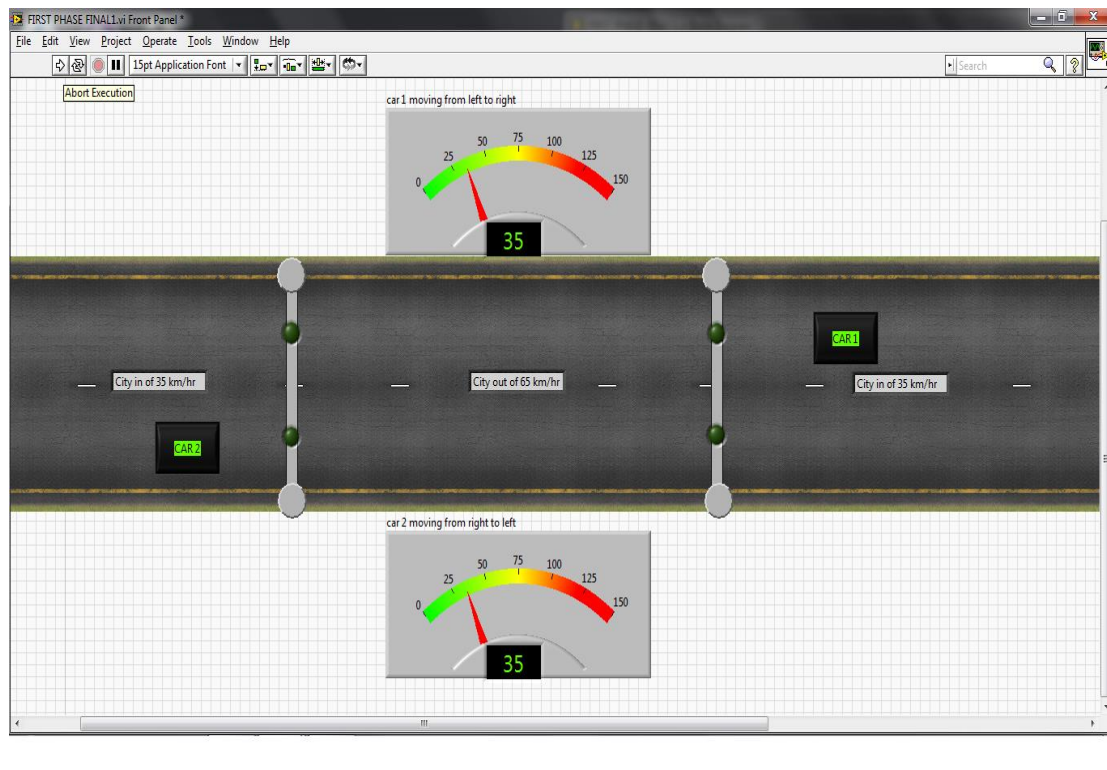 FIRST PHASE FINAL1.vi Front Panel *
File Edit View Project Operate Tools Window Help
15pt Application Font
Search
Abort Execution
car 1 moving from left to right
0 25 50 75 100 125 150
35
CAR 1
City in of 35 km/hr
City out of 65 km/hr
City in of 35 km/hr
CAR 2
car 2 moving from right to left
0 25 50 75 100 125 150
35